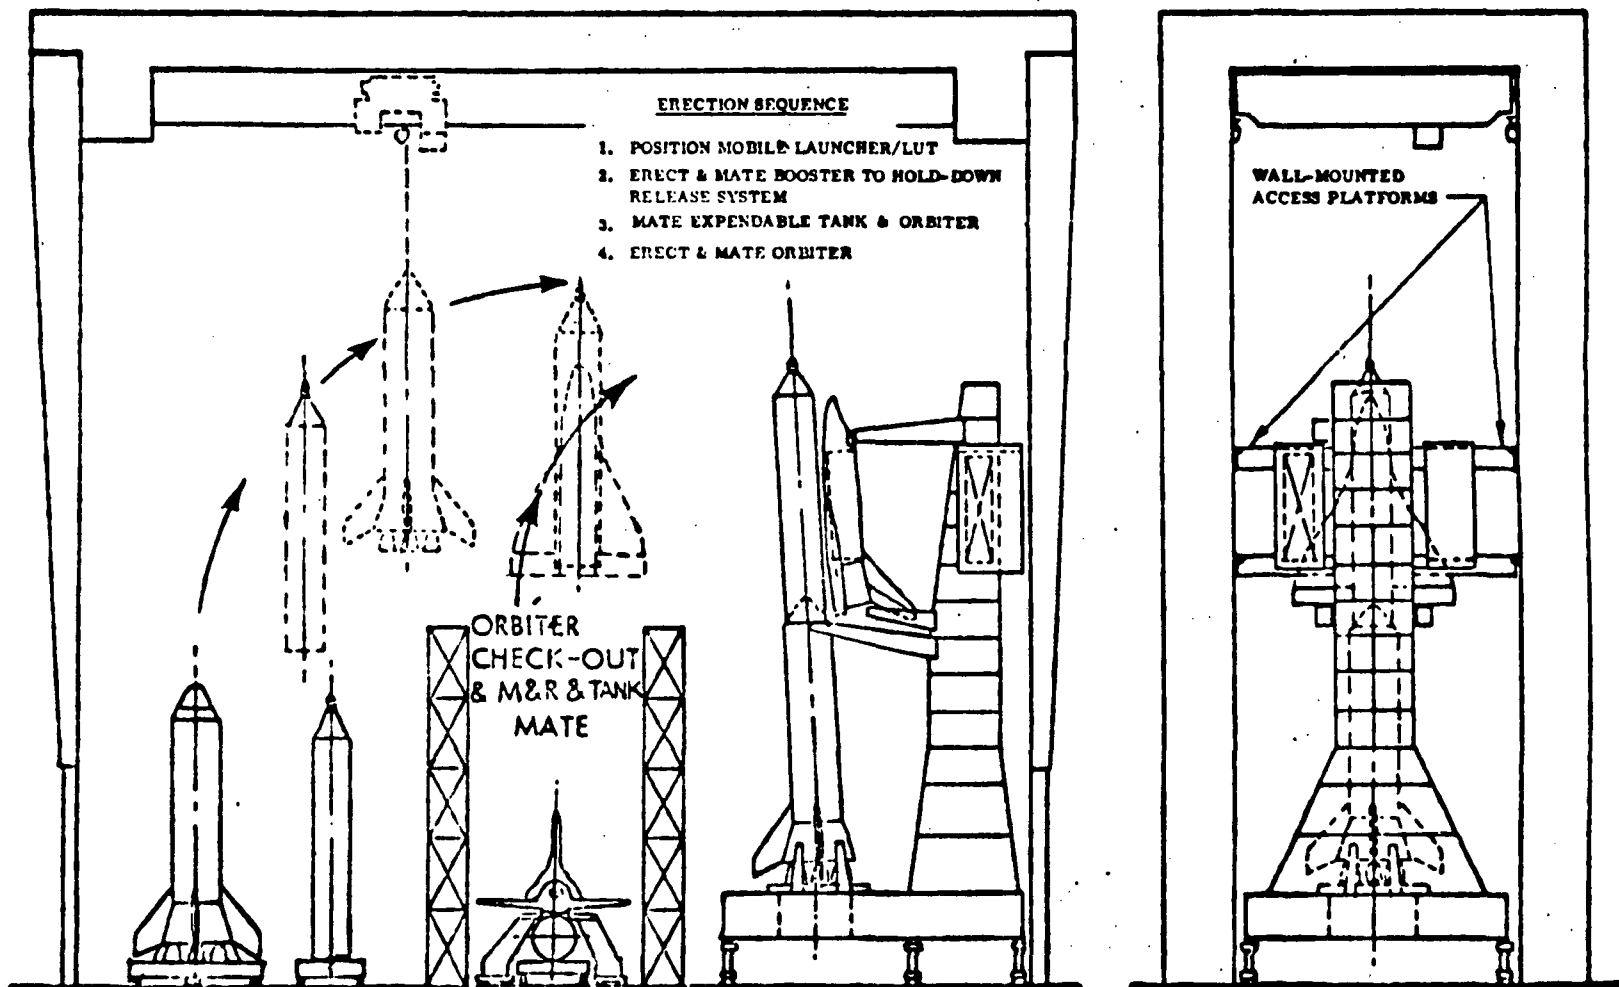 ERECTION SEQUENCE
1. POSITION MOBILE LAUNCHER/LUT
2. ERECT & MATE BOOSTER TO HOLD-DOWN
RELEASE SYSTEM
3. MATE EXPENDABLE TANK & ORBITER
4. ERECT & MATE ORBITER
WALL-MOUNTED
ACCESS PLATFORMS
ORBITER
CHECK-OUT
& M&R & TANK
MATE